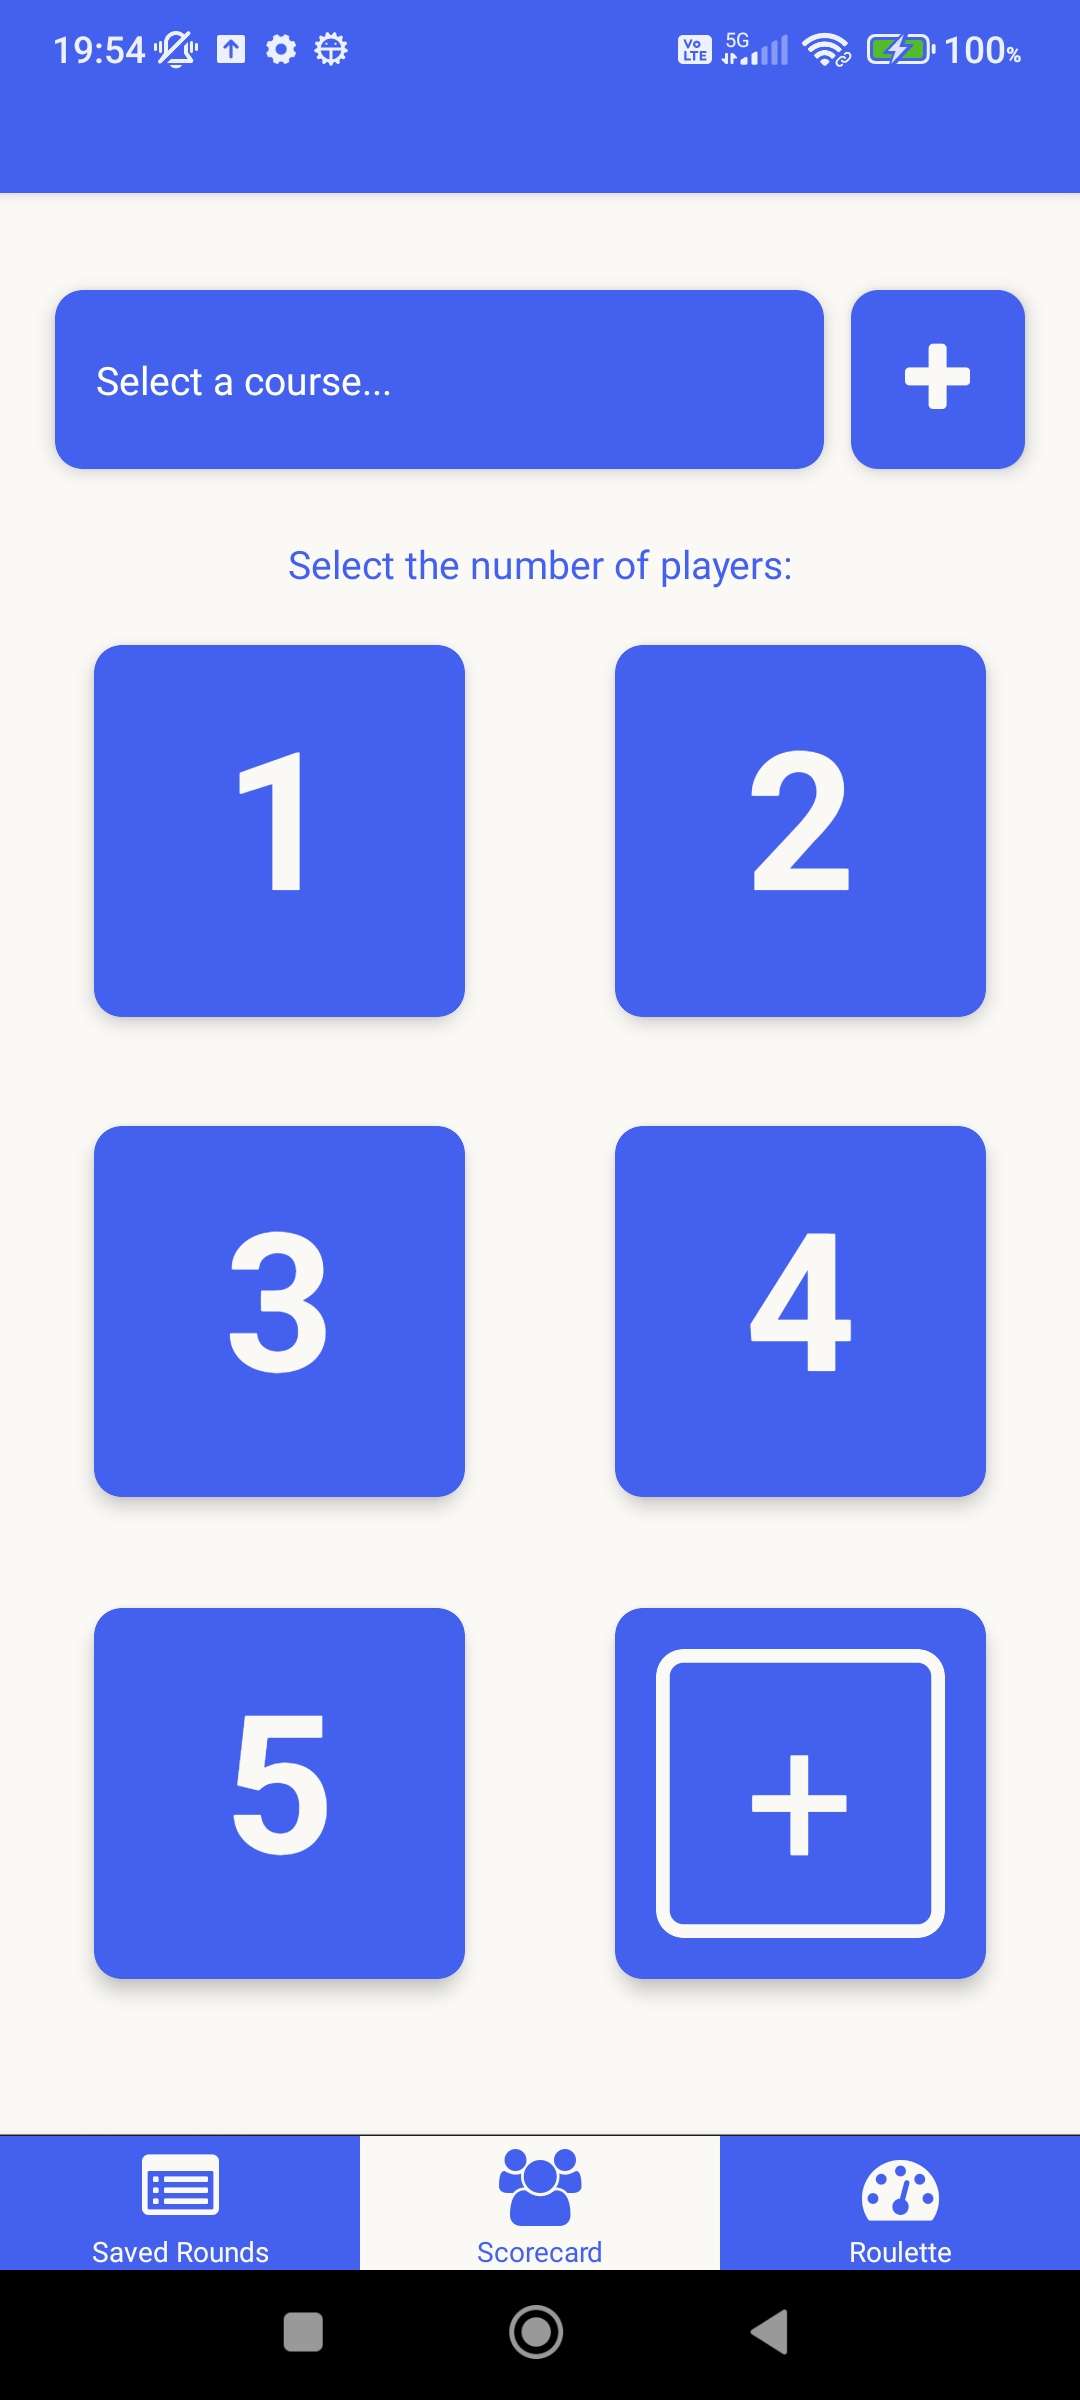 19:54
Vo LTE 5G 100%
Select a course...
Select the number of players:
1 2
3 4
5 +
Saved Rounds Scorecard Roulette